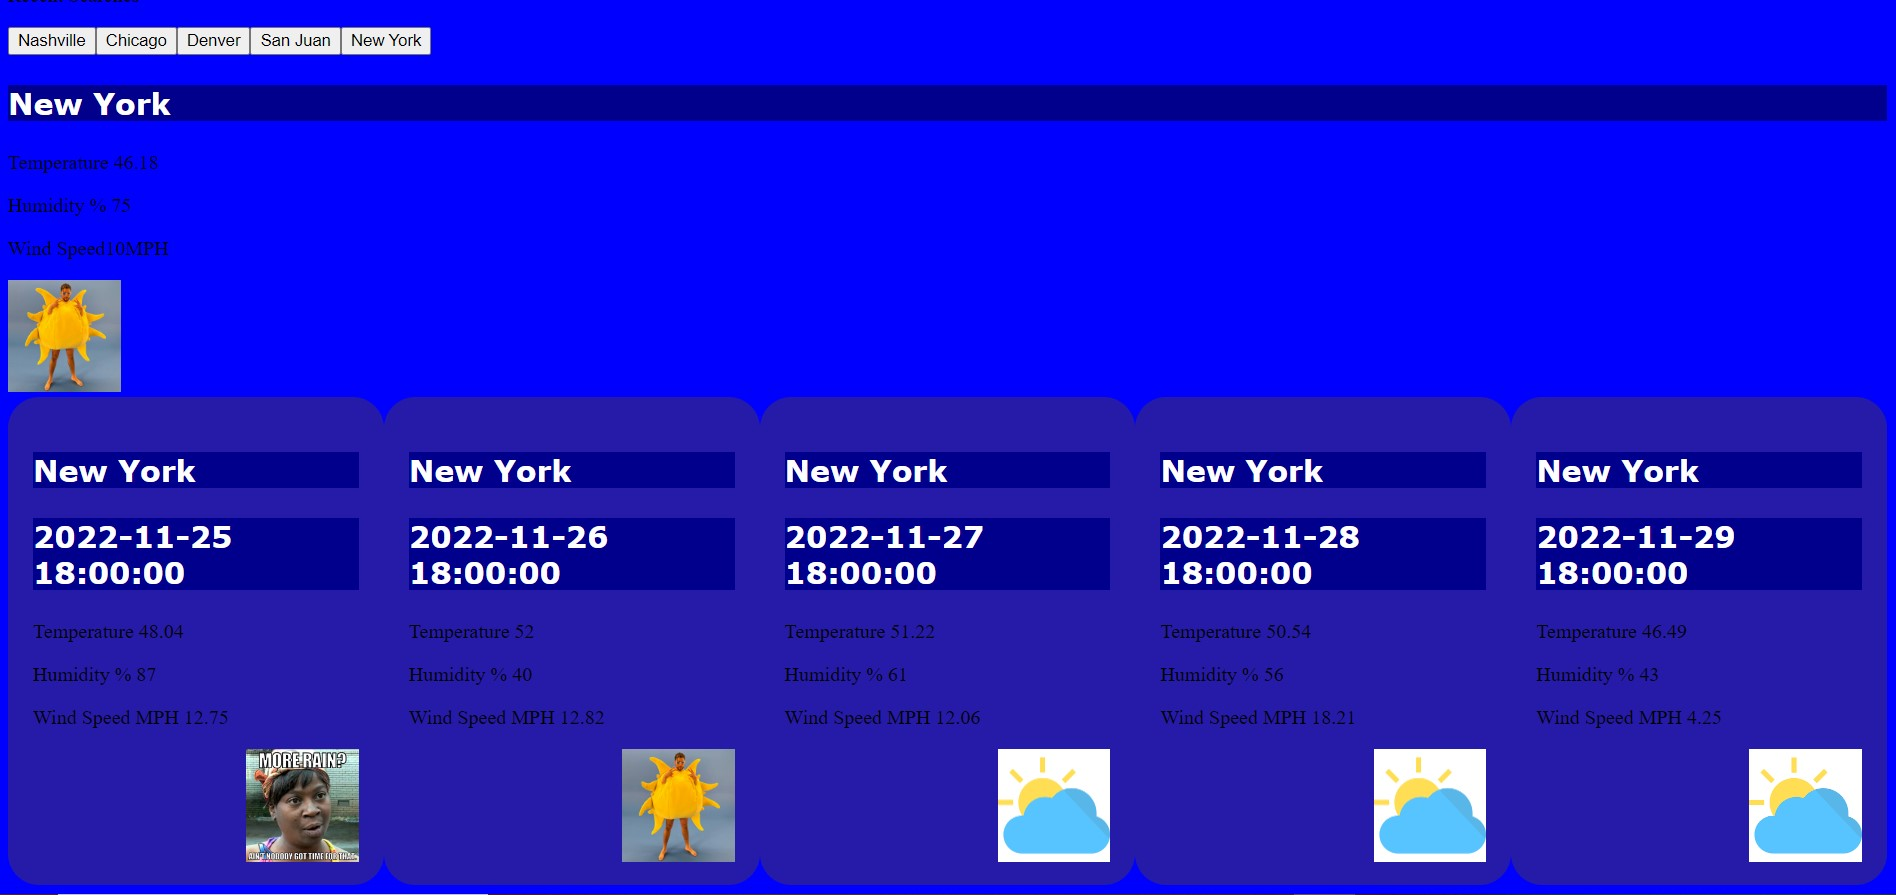 Recent Searches
Nashville Chicago Denver San Juan New York
New York
Temperature 46.18
Humidity % 75
Wind Speed10MPH
New York
2022-11-25
18:00:00
Temperature 48.04
Humidity % 87
Wind Speed MPH 12.75
MORE RAIN?
AIN'T NOBODY GOT TIME FOR THAT
New York
2022-11-26
18:00:00
Temperature 52
Humidity % 40
Wind Speed MPH 12.82
New York
2022-11-27
18:00:00
Temperature 51.22
Humidity % 61
Wind Speed MPH 12.06
New York
2022-11-28
18:00:00
Temperature 50.54
Humidity % 56
Wind Speed MPH 18.21
New York
2022-11-29
18:00:00
Temperature 46.49
Humidity % 43
Wind Speed MPH 4.25